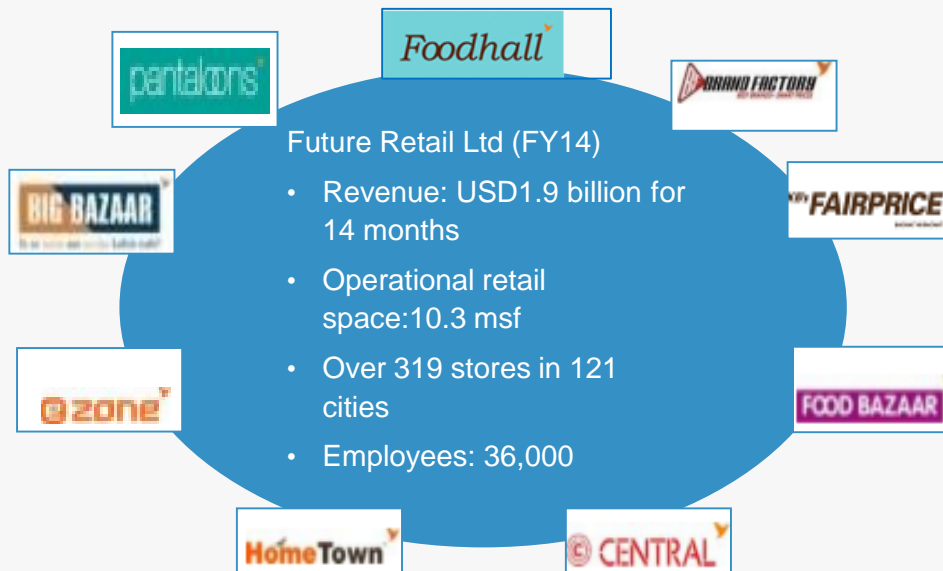 Foodhall
pantaloons
BRAND FACTORY
Future Retail Ltd (FY14)
• Revenue: USD1.9 billion for
14 months
BIG BAZAAR
FAIRPRICE
• Operational retail
space:10.3 msf
• Over 319 stores in 121
cities
ezone
FOOD BAZAAR
• Employees: 36,000
HomeTown
CENTRAL